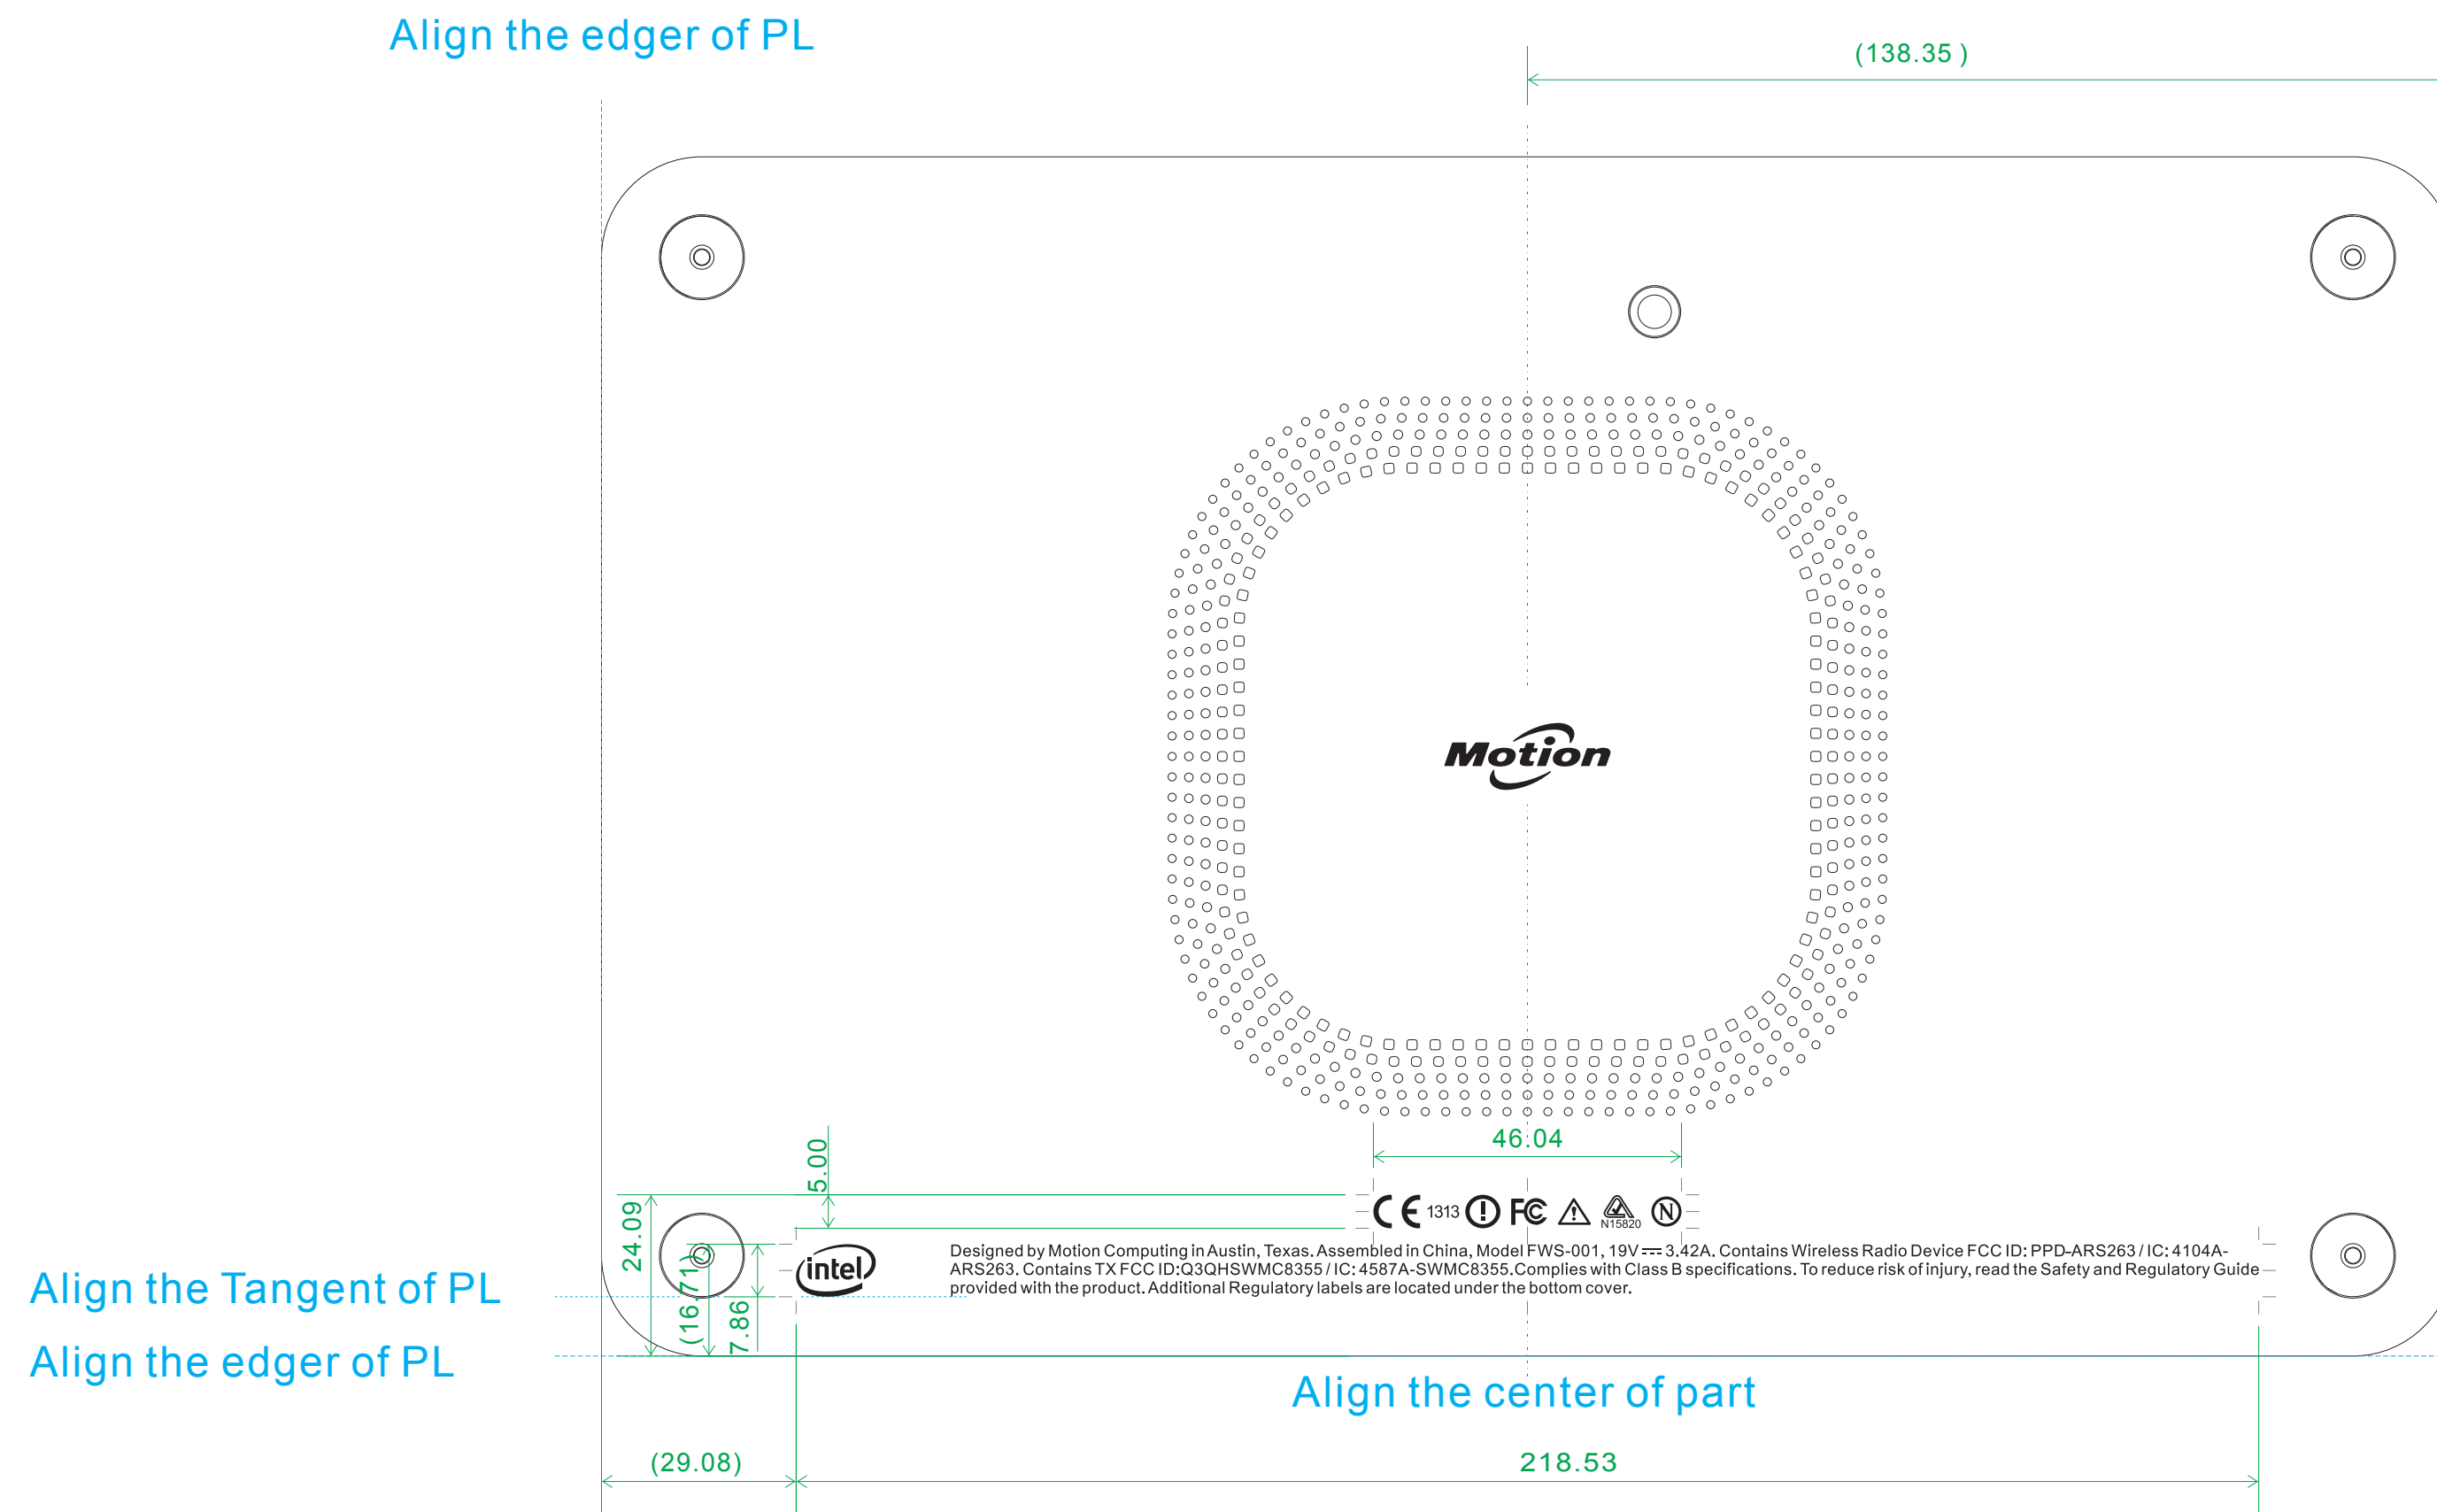 Align the edger of PL
(138.35 )
Motion
46.04
5.00
24.09
1313 FC N15820 N
(16.71)
7.86
intel
Designed by Motion Computing in Austin, Texas. Assembled in China, Model FWS-001, 19V⎓3.42A. Contains Wireless Radio Device FCC ID: PPD-ARS263 / IC: 4104A-
ARS263. Contains TX FCC ID:Q3QHSWMC8355 / IC: 4587A-SWMC8355.Complies with Class B specifications. To reduce risk of injury, read the Safety and Regulatory Guide
provided with the product. Additional Regulatory labels are located under the bottom cover.
Align the Tangent of PL
Align the edger of PL
Align the center of part
(29.08)
218.53